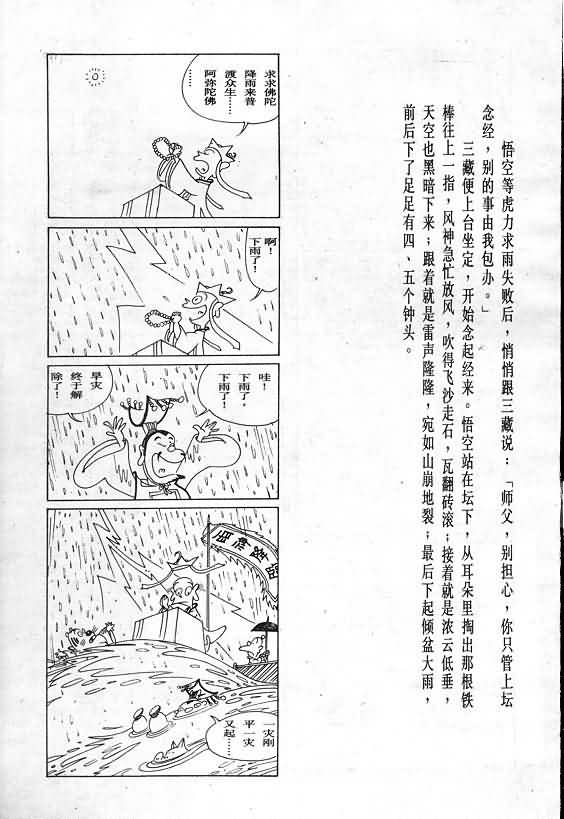 悟空等虎力求雨失败后，悄悄跟三藏说：「师父，别担心，你只管上坛
念经，别的事由我包办。」
三藏便上台坐定，开始念起经来。悟空站在坛下，从耳朵里掏出那根铁
棒往上一指，风神急忙放风，吹得飞沙走石，瓦翻砖滚；接着就是浓云低垂，
天空也黑暗下来；跟着就是雷声隆隆，宛如山崩地裂；最后下起倾盆大雨，
前后下了足足有四、五个钟头。
求求佛陀
降雨来普
渡众生……
阿弥陀佛
……
啊！
下雨了！
哇！
下雨了。
下雨了！
旱灾
终于解
除了！
一灾刚
平一灾
又起……